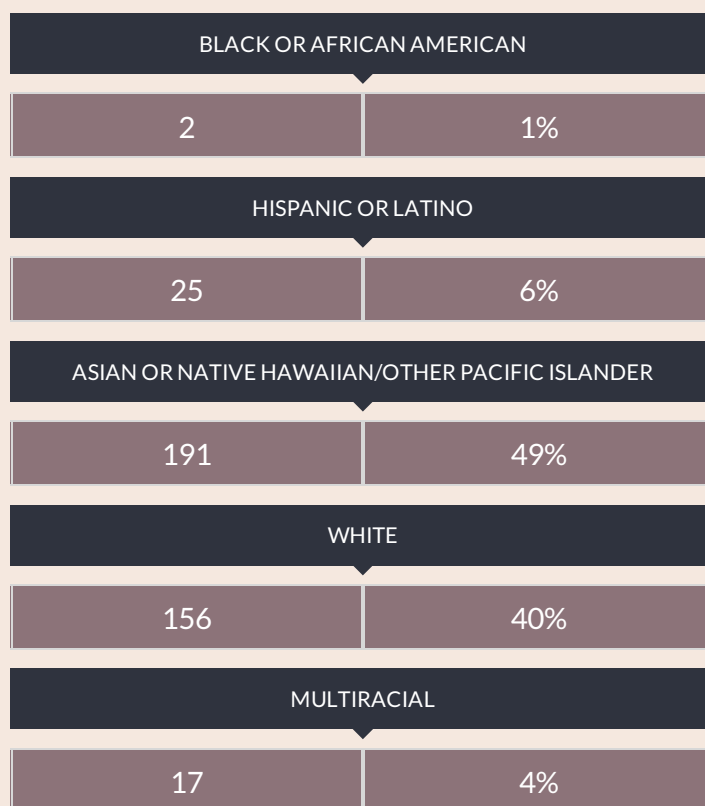 BLACK OR AFRICAN AMERICAN
2 1%
HISPANIC OR LATINO
25 6%
ASIAN OR NATIVE HAWAIIAN/OTHER PACIFIC ISLANDER
191 49%
WHITE
156 40%
MULTIRACIAL
17 4%